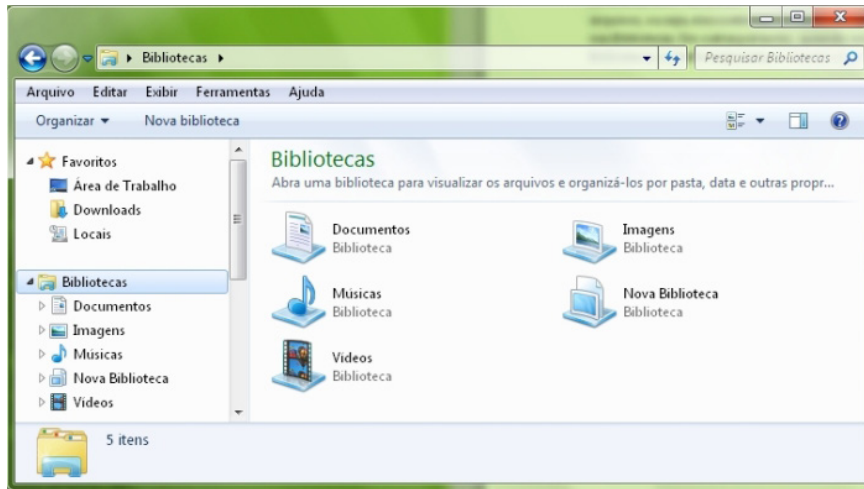 Bibliotecas
Pesquisar Bibliotecas
Arquivo Editar Exibir Ferramentas Ajuda
Organizar Nova biblioteca
Favoritos
Área de Trabalho
Downloads
Locais
Bibliotecas
Documentos
Imagens
Músicas
Nova Biblioteca
Vídeos
Bibliotecas
Abra uma biblioteca para visualizar os arquivos e organizá-los por pasta, data e outras propr...
Documentos
Biblioteca
Imagens
Biblioteca
Músicas
Biblioteca
Nova Biblioteca
Biblioteca
Vídeos
Biblioteca
5 itens